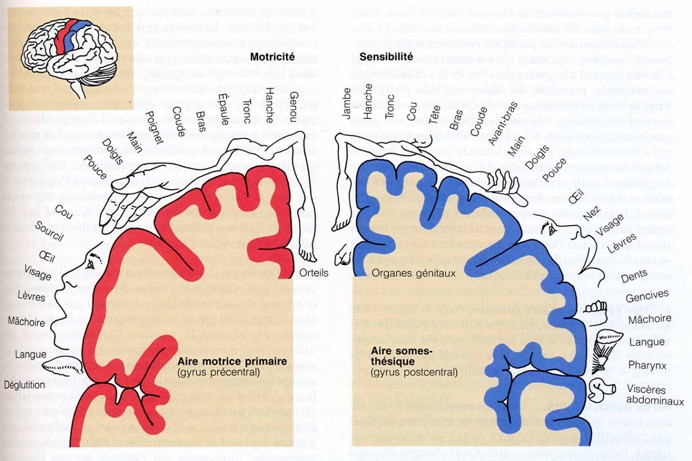 Motricité
Sensibilité
Genou
Hanche
Tronc
Épaule
Bras
Coude
Poignet
Main
Doigts
Pouce
Cou
Sourcil
Œil
Visage
Lèvres
Mâchoire
Langue
Déglutition
Orteils
Aire motrice primaire
(gyrus précentral)
Jambe
Hanche
Tronc
Cou
Tête
Bras
Coude
Avant-bras
Main
Doigts
Pouce
Œil
Nez
Visage
Lèvres
Dents
Gencives
Mâchoire
Langue
Pharynx
Viscères
abdominaux
Organes génitaux
Aire somes-
thésique
(gyrus postcentral)